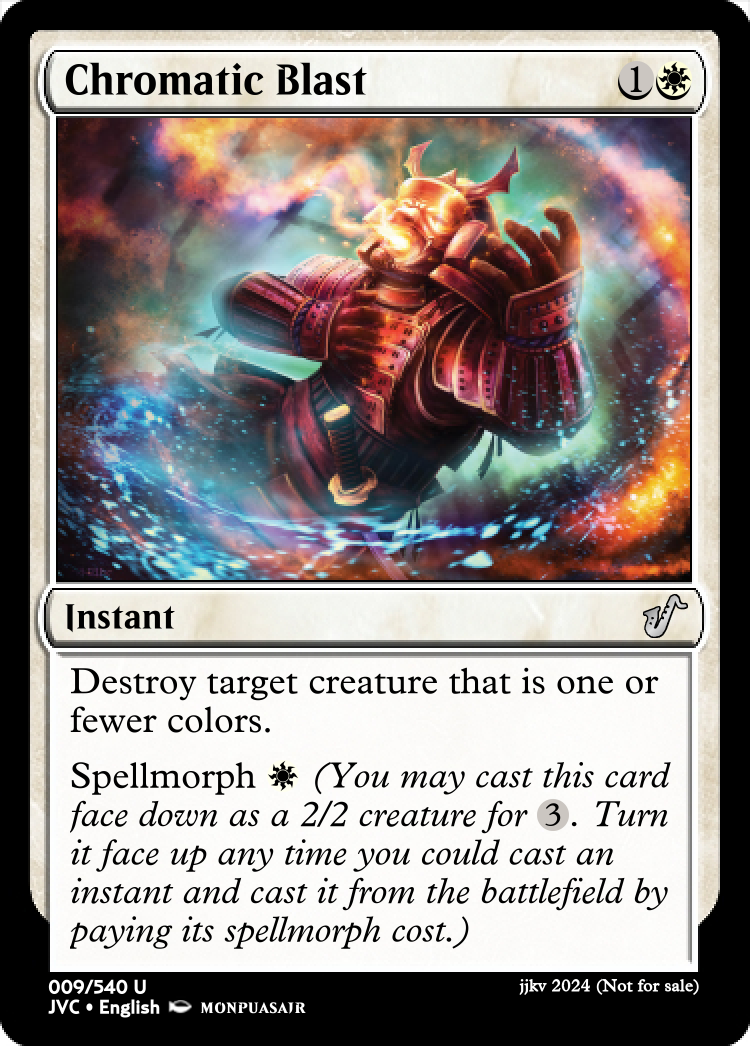 Chromatic Blast 1
Instant
Destroy target creature that is one or
fewer colors.
Spellmorph (You may cast this card
face down as a 2/2 creature for 3. Turn
it face up any time you could cast an
instant and cast it from the battlefield by
paying its spellmorph cost.)
009/540 U
jjkv 2024 (Not for sale)
JVC • English MONPUASAJR